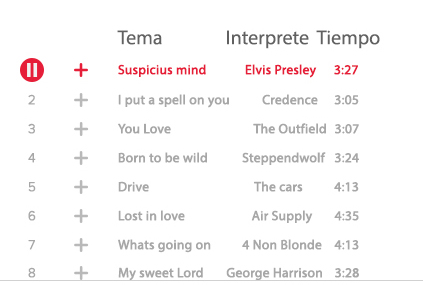 Tema Interprete Tiempo
Suspicius mind Elvis Presley 3:27
2 I put a spell on you Credence 3:05
3 You Love The Outfield 3:07
4 Born to be wild Steppendwolf 3:24
5 Drive The cars 4:13
6 Lost in love Air Supply 4:35
7 Whats going on 4 Non Blonde 4:13
8 My sweet Lord George Harrison 3:28